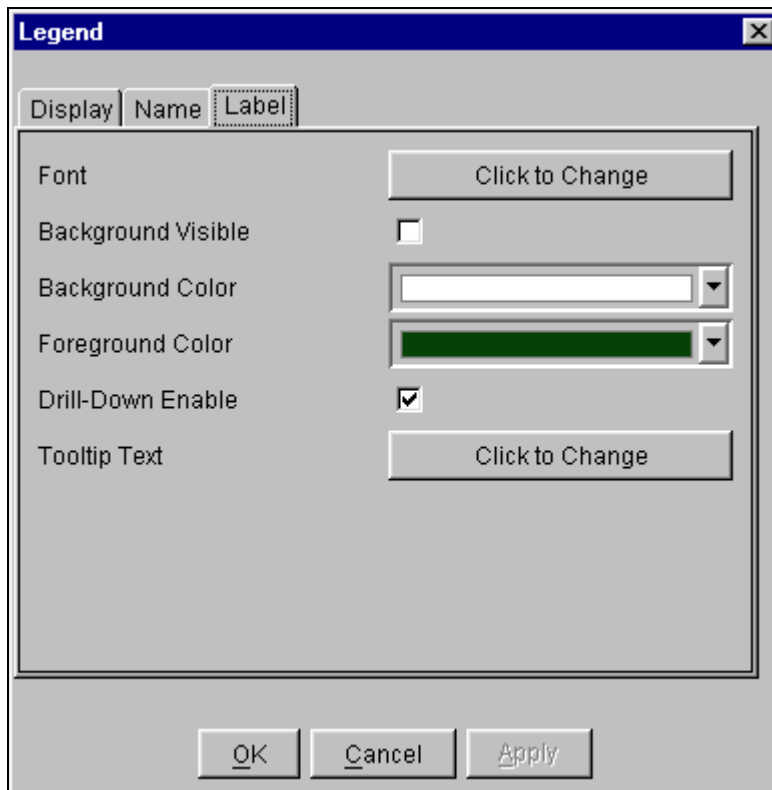 Legend
Display Name Label
Font Click to Change
Background Visible
Background Color
Foreground Color
Drill-Down Enable
Tooltip Text Click to Change
OK Cancel Apply